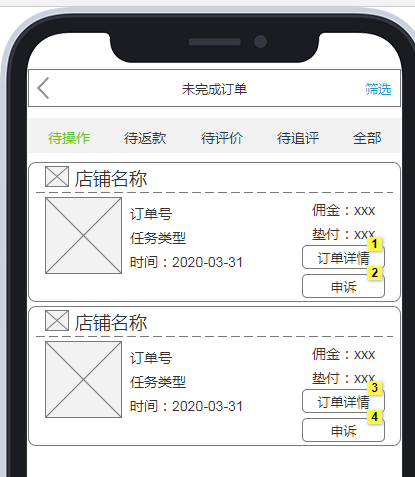 未完成订单 筛选
待操作 待返款 待评价 待追评 全部
店铺名称
订单号 佣金：xxx
任务类型 垫付：xxx
1
时间：2020-03-31 订单详情
2
申诉
店铺名称
订单号 佣金：xxx
任务类型 垫付：xxx
3
时间：2020-03-31 订单详情
4
申诉